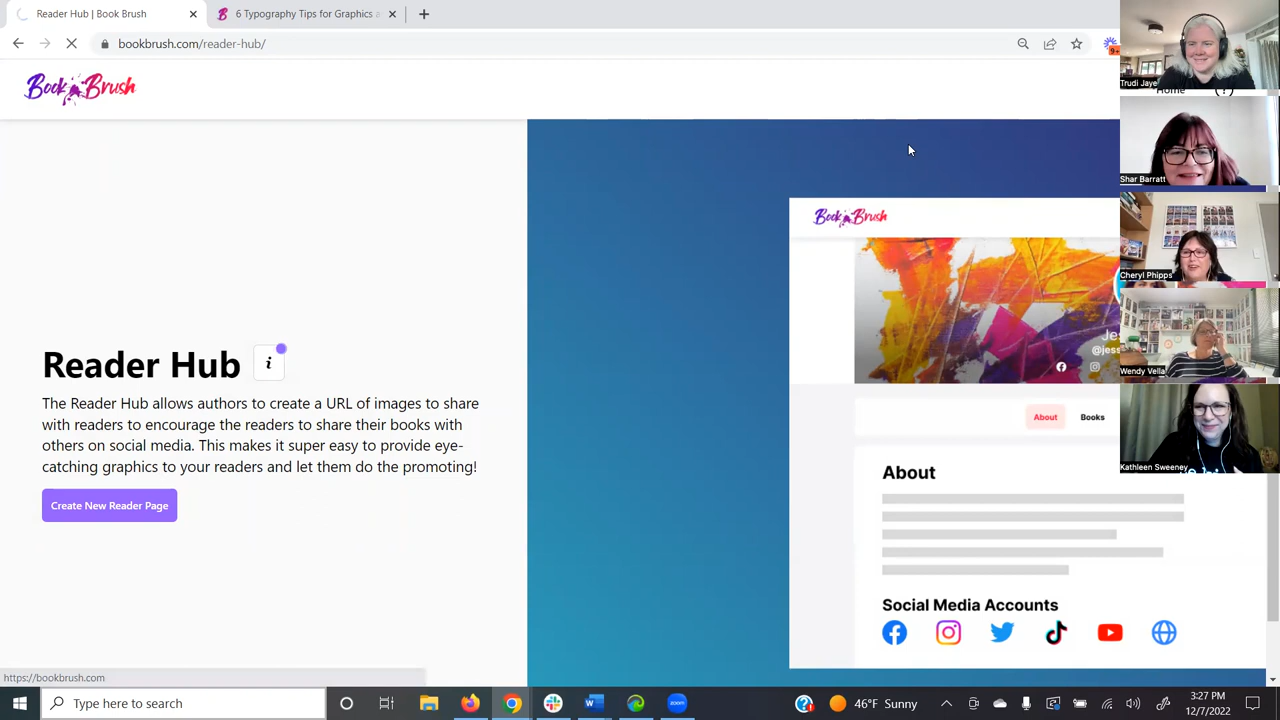 Reader Hub | Book Brush
6 Typography Tips for Graphics a
bookbrush.com/reader-hub/
9+
Trudi Jaye
Home
(?)
Book Brush
Shar Barratt
Book Brush
Cheryl Phipps
Jes
@jess
Reader Hub i
The Reader Hub allows authors to create a URL of images to share
with readers to encourage the readers to share their books with
others on social media. This makes it super easy to provide eye-
catching graphics to your readers and let them do the promoting!
Create New Reader Page
Wendy Vella
About Books
Kathleen Sweeney
About
Social Media Accounts
https://bookbrush.com
Type here to search
zoom
46°F Sunny
3:27 PM
12/7/2022